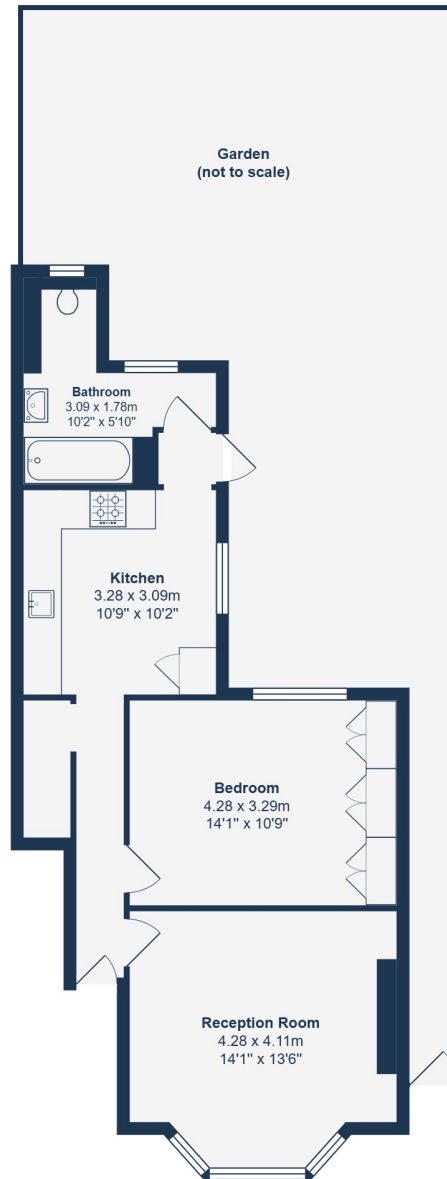 Garden
(not to scale)
Bathroom
3.09 x 1.78m
10'2" x 5'10"
Kitchen
3.28 x 3.09m
10'9" x 10'2"
Bedroom
4.28 x 3.29m
14'1" x 10'9"
Reception Room
4.28 x 4.11m
14'1" x 13'6"